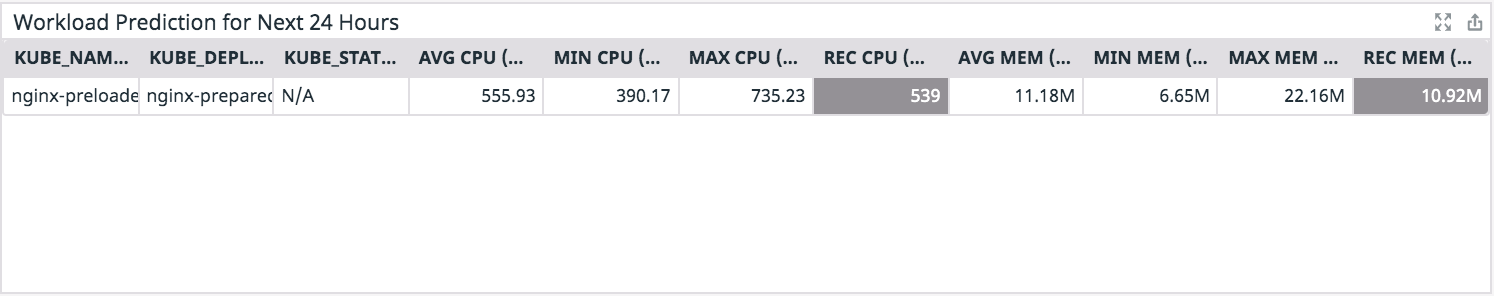 Workload Prediction for Next 24 Hours
KUBE_NAM... KUBE_DEPL... KUBE_STAT... AVG CPU (... MIN CPU (... MAX CPU (... REC CPU (... AVG MEM (... MIN MEM (... MAX MEM ... REC MEM (...
nginx-preloade nginx-prepared N/A 555.93 390.17 735.23 539 11.18M 6.65M 22.16M 10.92M